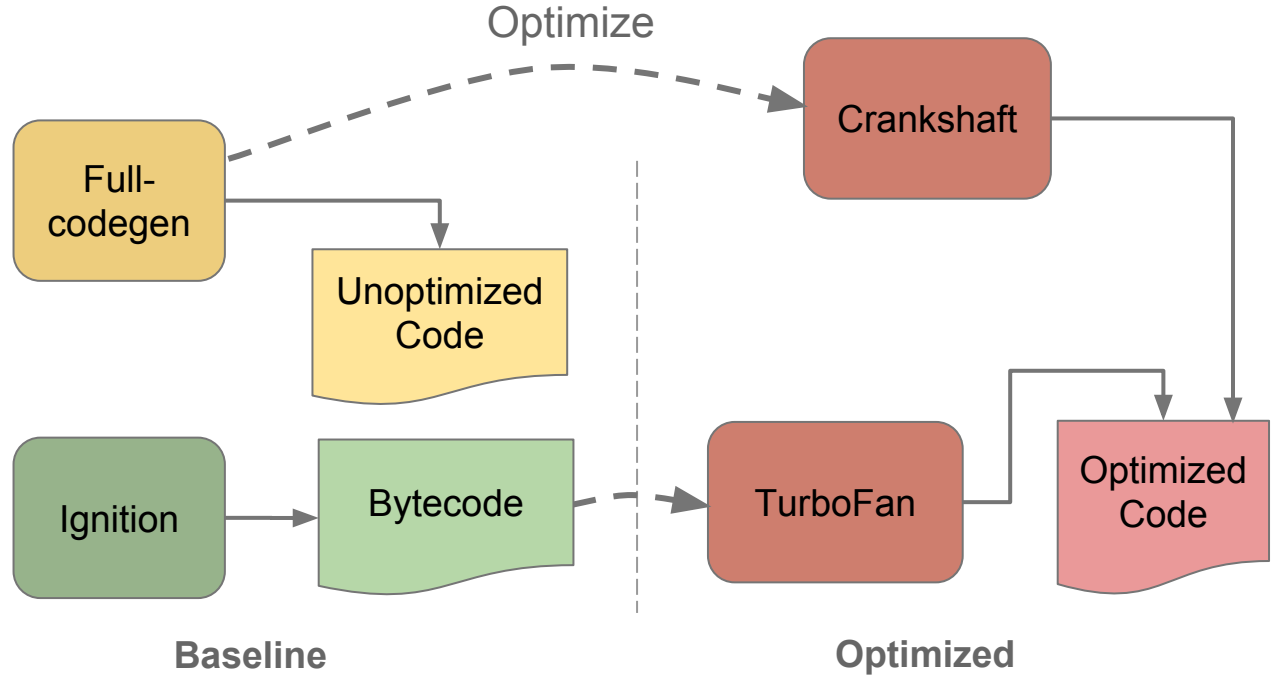 Optimize
Crankshaft
Full-
codegen
Unoptimized
Code
Ignition
Bytecode
TurboFan
Optimized
Code
Baseline
Optimized